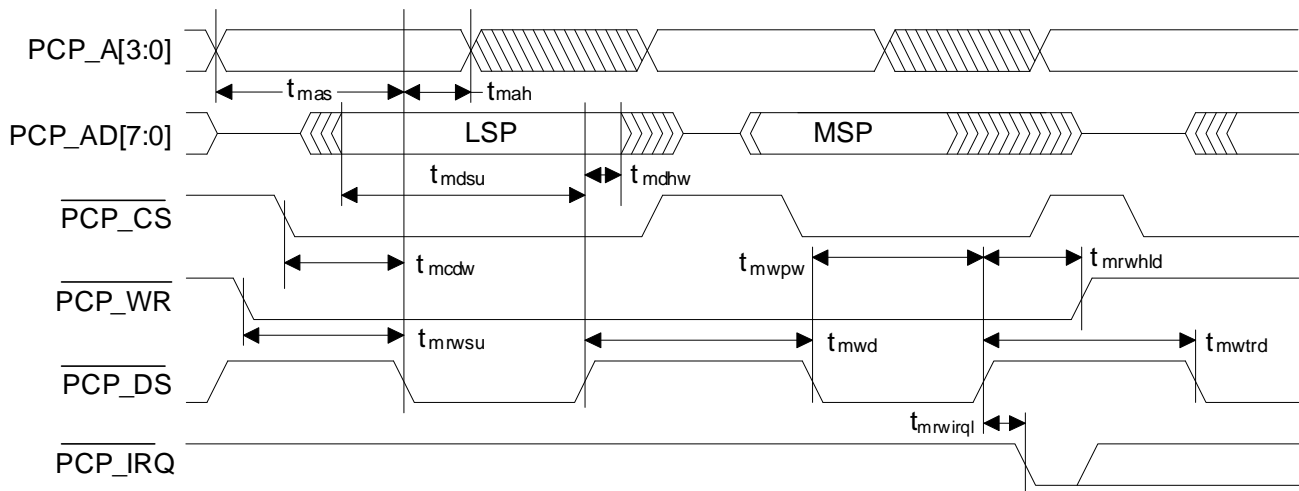 PCP_A[3:0]
tmas
tmah
PCP_AD[7:0]
LSP
MSP
tmdsu
tmdhw
PCP_CS
tmcdw
tmwpw
tmrwhld
PCP_WR
tmrwsu
tmwd
tmwtrd
PCP_DS
tmrwirql
PCP_IRQ